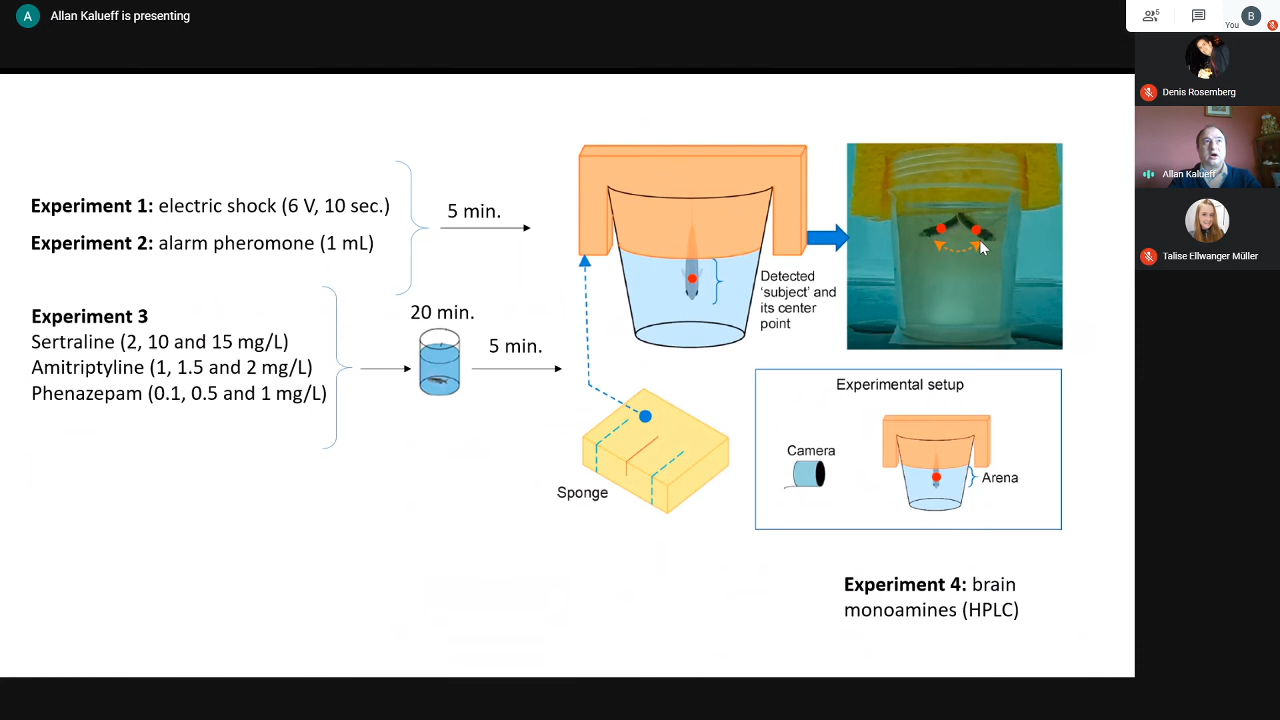 A
Allan Kalueff is presenting
5
You
B
Denis Rosemberg
Allan Kalueff
Talise Ellwanger Müller
Experiment 1: electric shock (6 V, 10 sec.)
Experiment 2: alarm pheromone (1 mL)
5 min.
Experiment 3
Sertraline (2, 10 and 15 mg/L)
Amitriptyline (1, 1.5 and 2 mg/L)
Phenazepam (0.1, 0.5 and 1 mg/L)
20 min.
5 min.
Detected
‘subject’ and
its center
point
Sponge
Experimental setup
Camera
Arena
Experiment 4: brain
monoamines (HPLC)